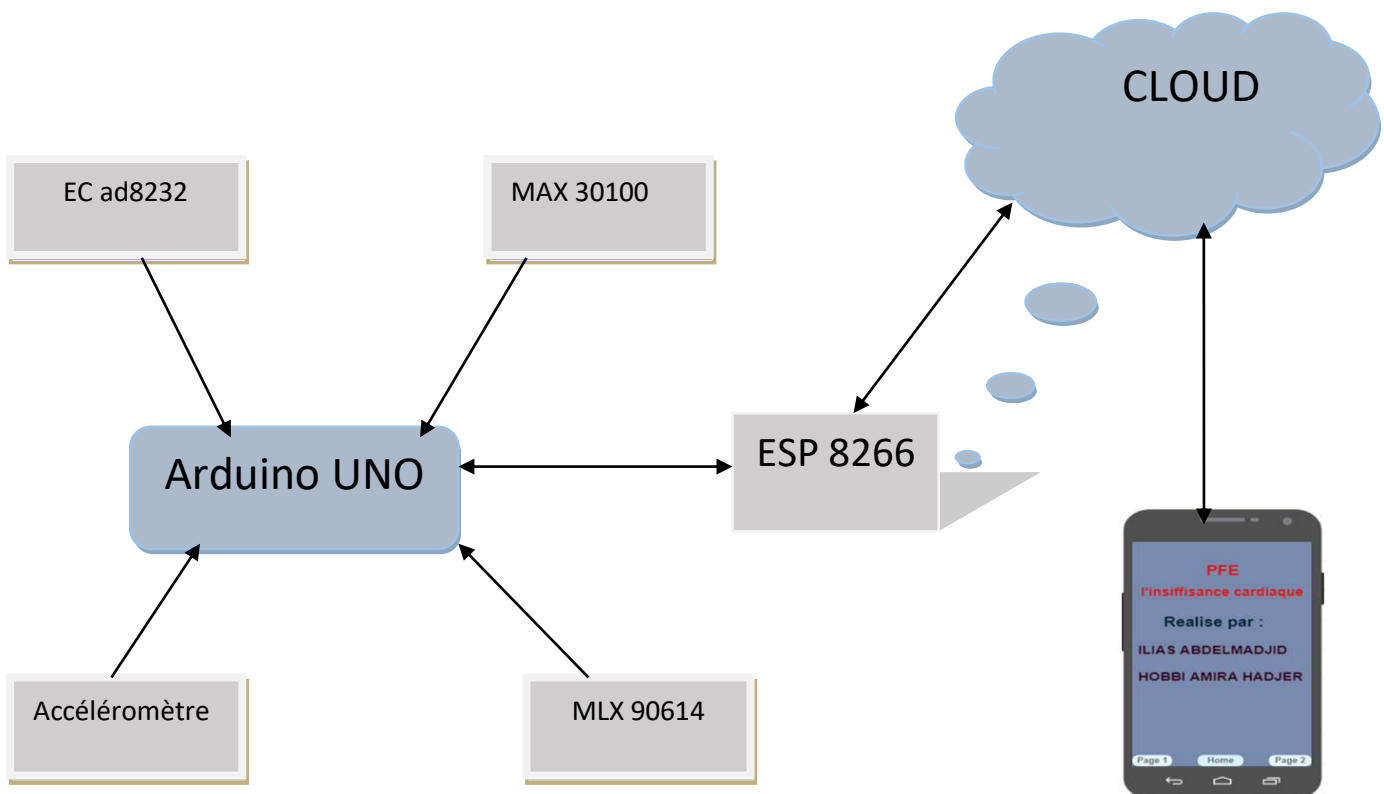 CLOUD
EC ad8232
MAX 30100
Arduino UNO
ESP 8266
Accéléromètre
MLX 90614
PFE
l'insiffisance cardiaque
Realise par :
ILIAS ABDELMADJID
HOBBI AMIRA HADJER
Page 1
Home
Page 2